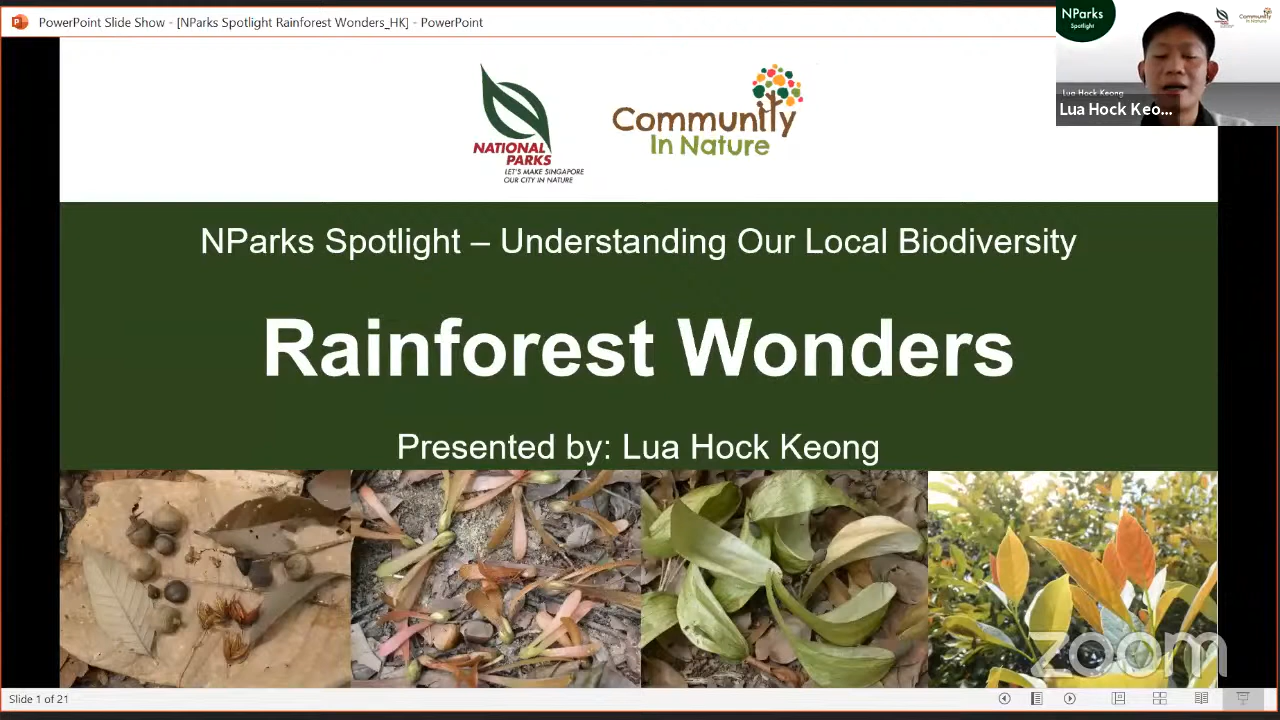 PowerPoint Slide Show - [NParks Spotlight Rainforest Wonders_HK] - PowerPoint
NParks
Spotlight
Community
In Nature
Lua Hock Keong
Lua Hock Keo...
NATIONAL
PARKS
LET'S MAKE SINGAPORE
OUR CITY IN NATURE
Community
In Nature
NParks Spotlight – Understanding Our Local Biodiversity
Rainforest Wonders
Presented by: Lua Hock Keong
zoom
Slide 1 of 21